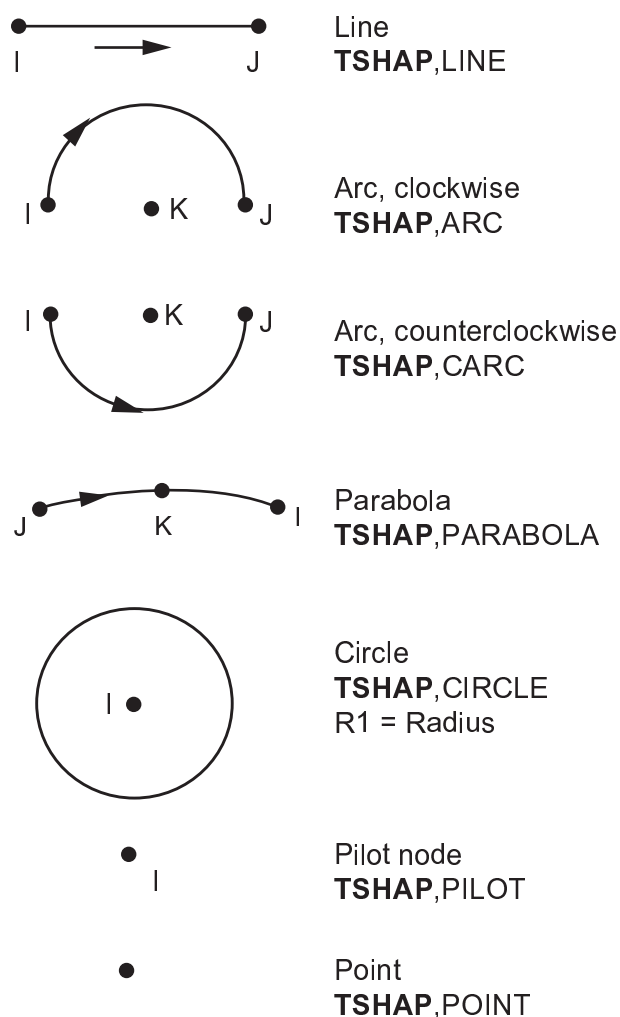 Line
TSHAP,LINE
I
J
Arc, clockwise
TSHAP,ARC
I
K
J
Arc, counterclockwise
TSHAP,CARC
I
K
J
Parabola
TSHAP,PARABOLA
J
K
I
Circle
TSHAP,CIRCLE
R1 = Radius
I
Pilot node
TSHAP,PILOT
I
Point
TSHAP,POINT